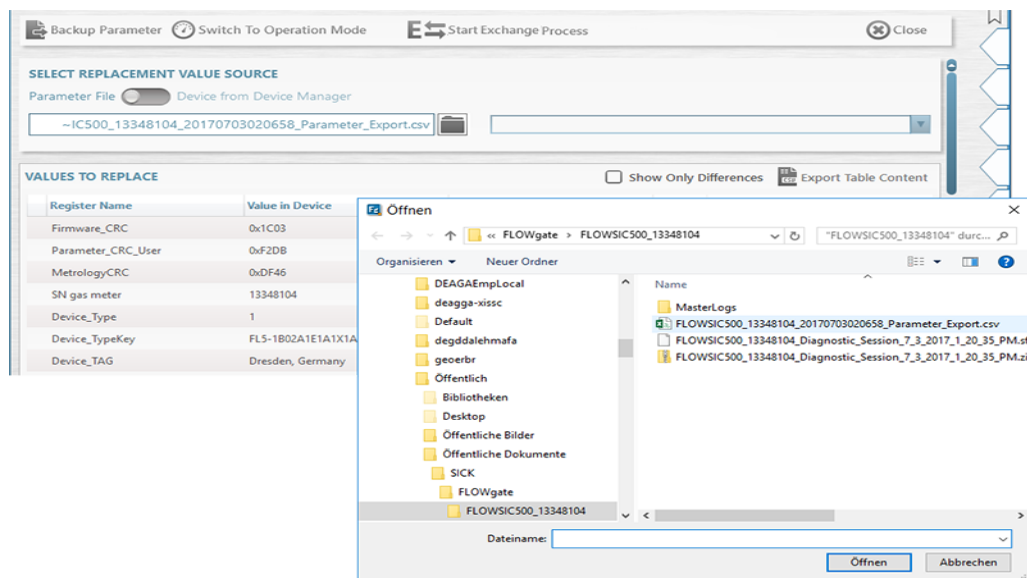 Backup Parameter Switch To Operation Mode E Start Exchange Process Close
SELECT REPLACEMENT VALUE SOURCE
Parameter File Device from Device Manager
~IC500_13348104_20170703020658_Parameter_Export.csv
VALUES TO REPLACE Show Only Differences Export Table Content
Register Name Value in Device
Firmware_CRC 0x1C03
Parameter_CRC_User 0xF2DB
MetrologyCRC 0xDF46
SN gas meter 13348104
Device_Type 1
Device_TypeKey FL5-1B02A1E1A1X1A
Device_TAG Dresden, Germany
Öffnen
« FLOWgate > FLOWSIC500_13348104 "FLOWSIC500_13348104" durc...
Organisieren Neuer Ordner
DEAGAEmpLocal
deagga-xissc
Default
degddalehmafa
geoerbr
Öffentlich
Bibliotheken
Desktop
Öffentliche Bilder
Öffentliche Dokumente
SICK
FLOWgate
FLOWSIC500_13348104
Name
MasterLogs
FLOWSIC500_13348104_20170703020658_Parameter_Export.csv
FLOWSIC500_13348104_Diagnostic_Session_7_3_2017_1_20_35_PM.st
FLOWSIC500_13348104_Diagnostic_Session_7_3_2017_1_20_35_PM.zi
Dateiname:
Öffnen Abbrechen